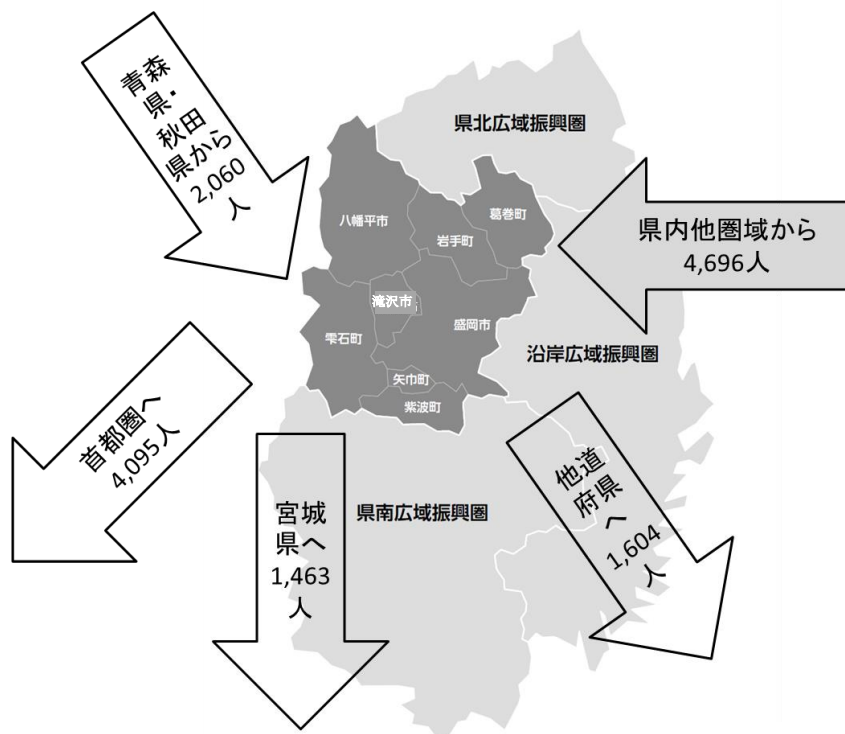 青森
県・
秋田
県から
2,060
人
県北広域振興圏
八幡平市
岩手町
葛巻町
県内他圏域から
4,696人
滝沢市
雫石町
盛岡市
沿岸広域振興圏
矢巾町
紫波町
首都圏へ
4,095人
宮城
県へ
1,463
人
県南広域振興圏
他道
府県
へ
1,604
人